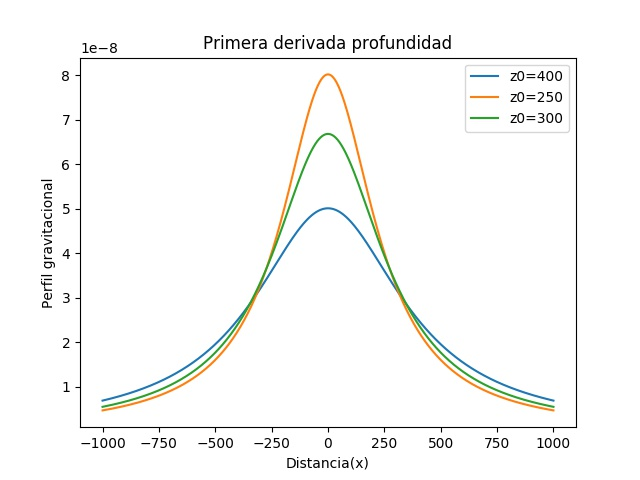 Primera derivada profundidad
1e−8
8
7
6
5
4
3
2
1
Perfil gravitacional
z0=400
z0=250
z0=300
−1000
−750
−500
−250
0
250
500
750
1000
Distancia(x)